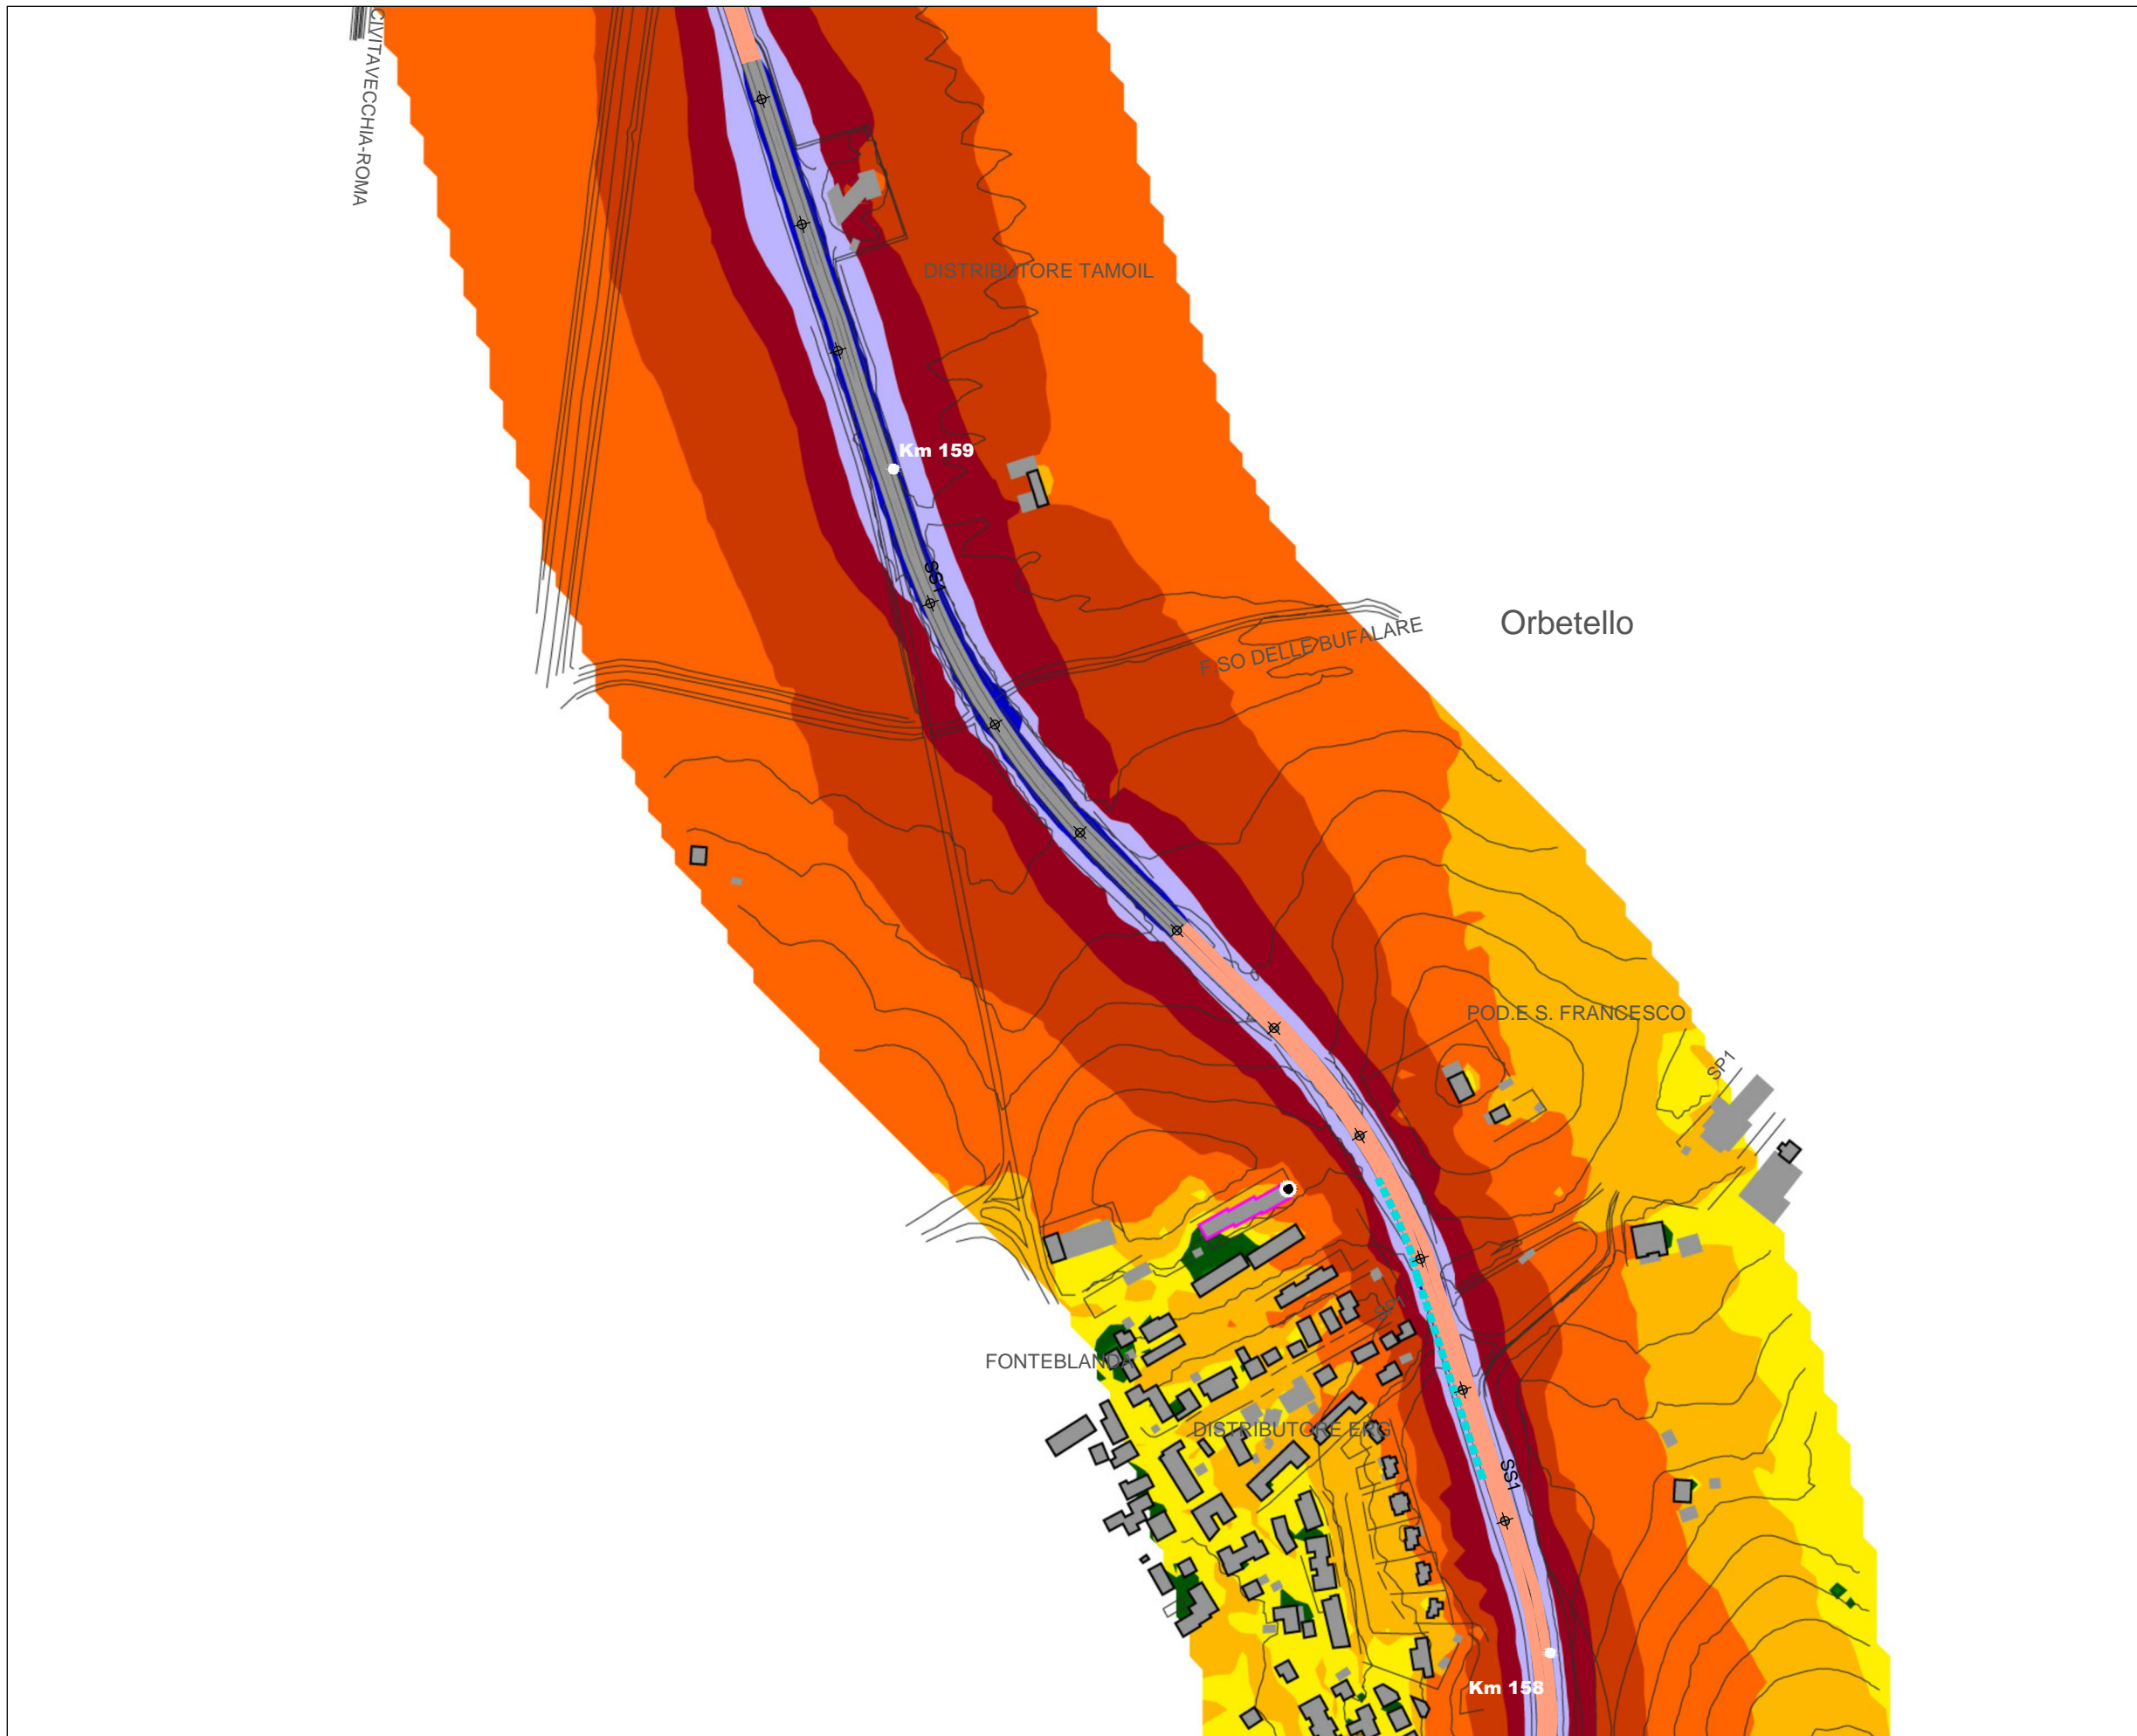 CIVITAVECCHIA-ROMA
DISTRIBUTORE TAMOIL
Km 159
SS1
Orbetello
F.SO DELLE BUFALARE
POD.E S. FRANCESCO
SP1
SP1
FONTEBLANDA
DISTRIBUTORE ERG
SS1
Km 158